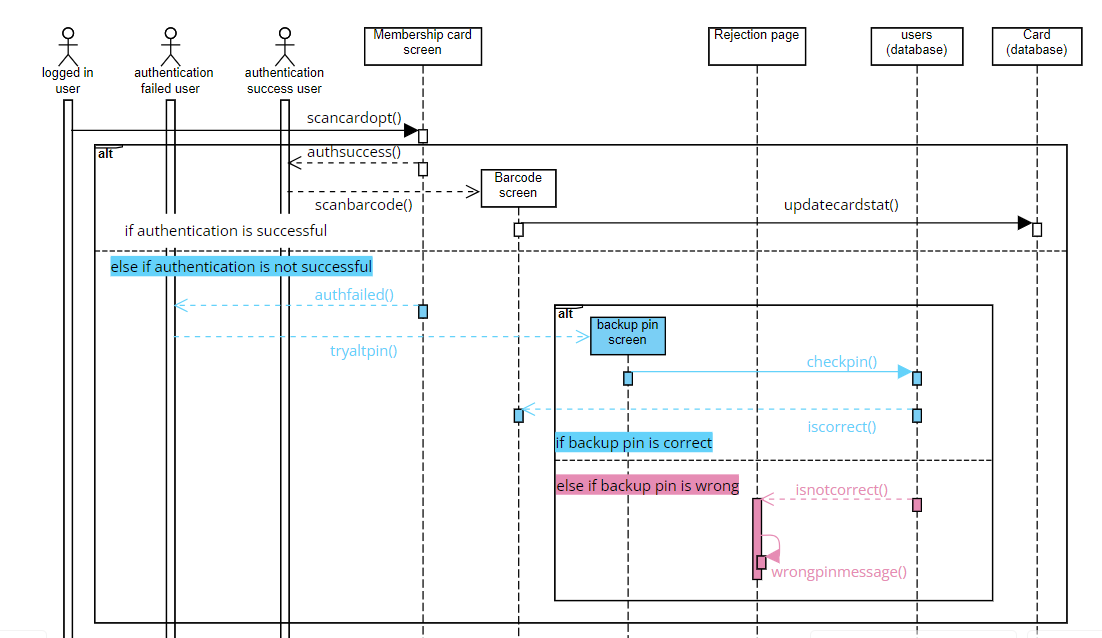 Membership card
screen
Rejection page
users
(database)
Card
(database)
logged in
user
authentication
failed user
authentication
success user
scancardopt()
alt
authsuccess()
Barcode
screen
scanbarcode()
updatecardstat()
if authentication is successful
else if authentication is not successful
authfailed()
alt
backup pin
screen
tryaltpin()
checkpin()
iscorrect()
if backup pin is correct
else if backup pin is wrong
isnotcorrect()
wrongpinmessage()